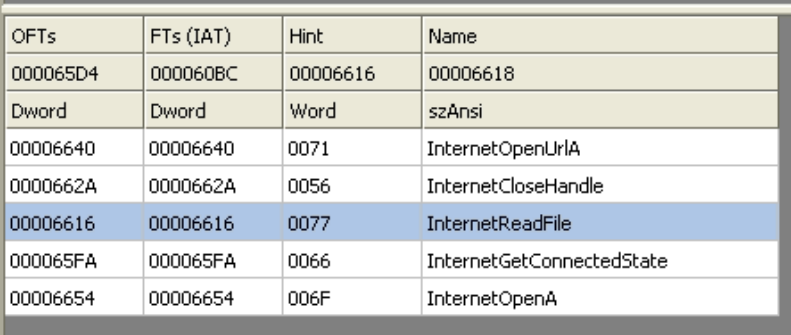 OFTs FTs (IAT) Hint Name
000065D4 000060BC 00006616 00006618
Dword Dword Word szAnsi
00006640 00006640 0071 InternetOpenUrlA
0000662A 0000662A 0056 InternetCloseHandle
00006616 00006616 0077 InternetReadFile
000065FA 000065FA 0066 InternetGetConnectedState
00006654 00006654 006F InternetOpenA